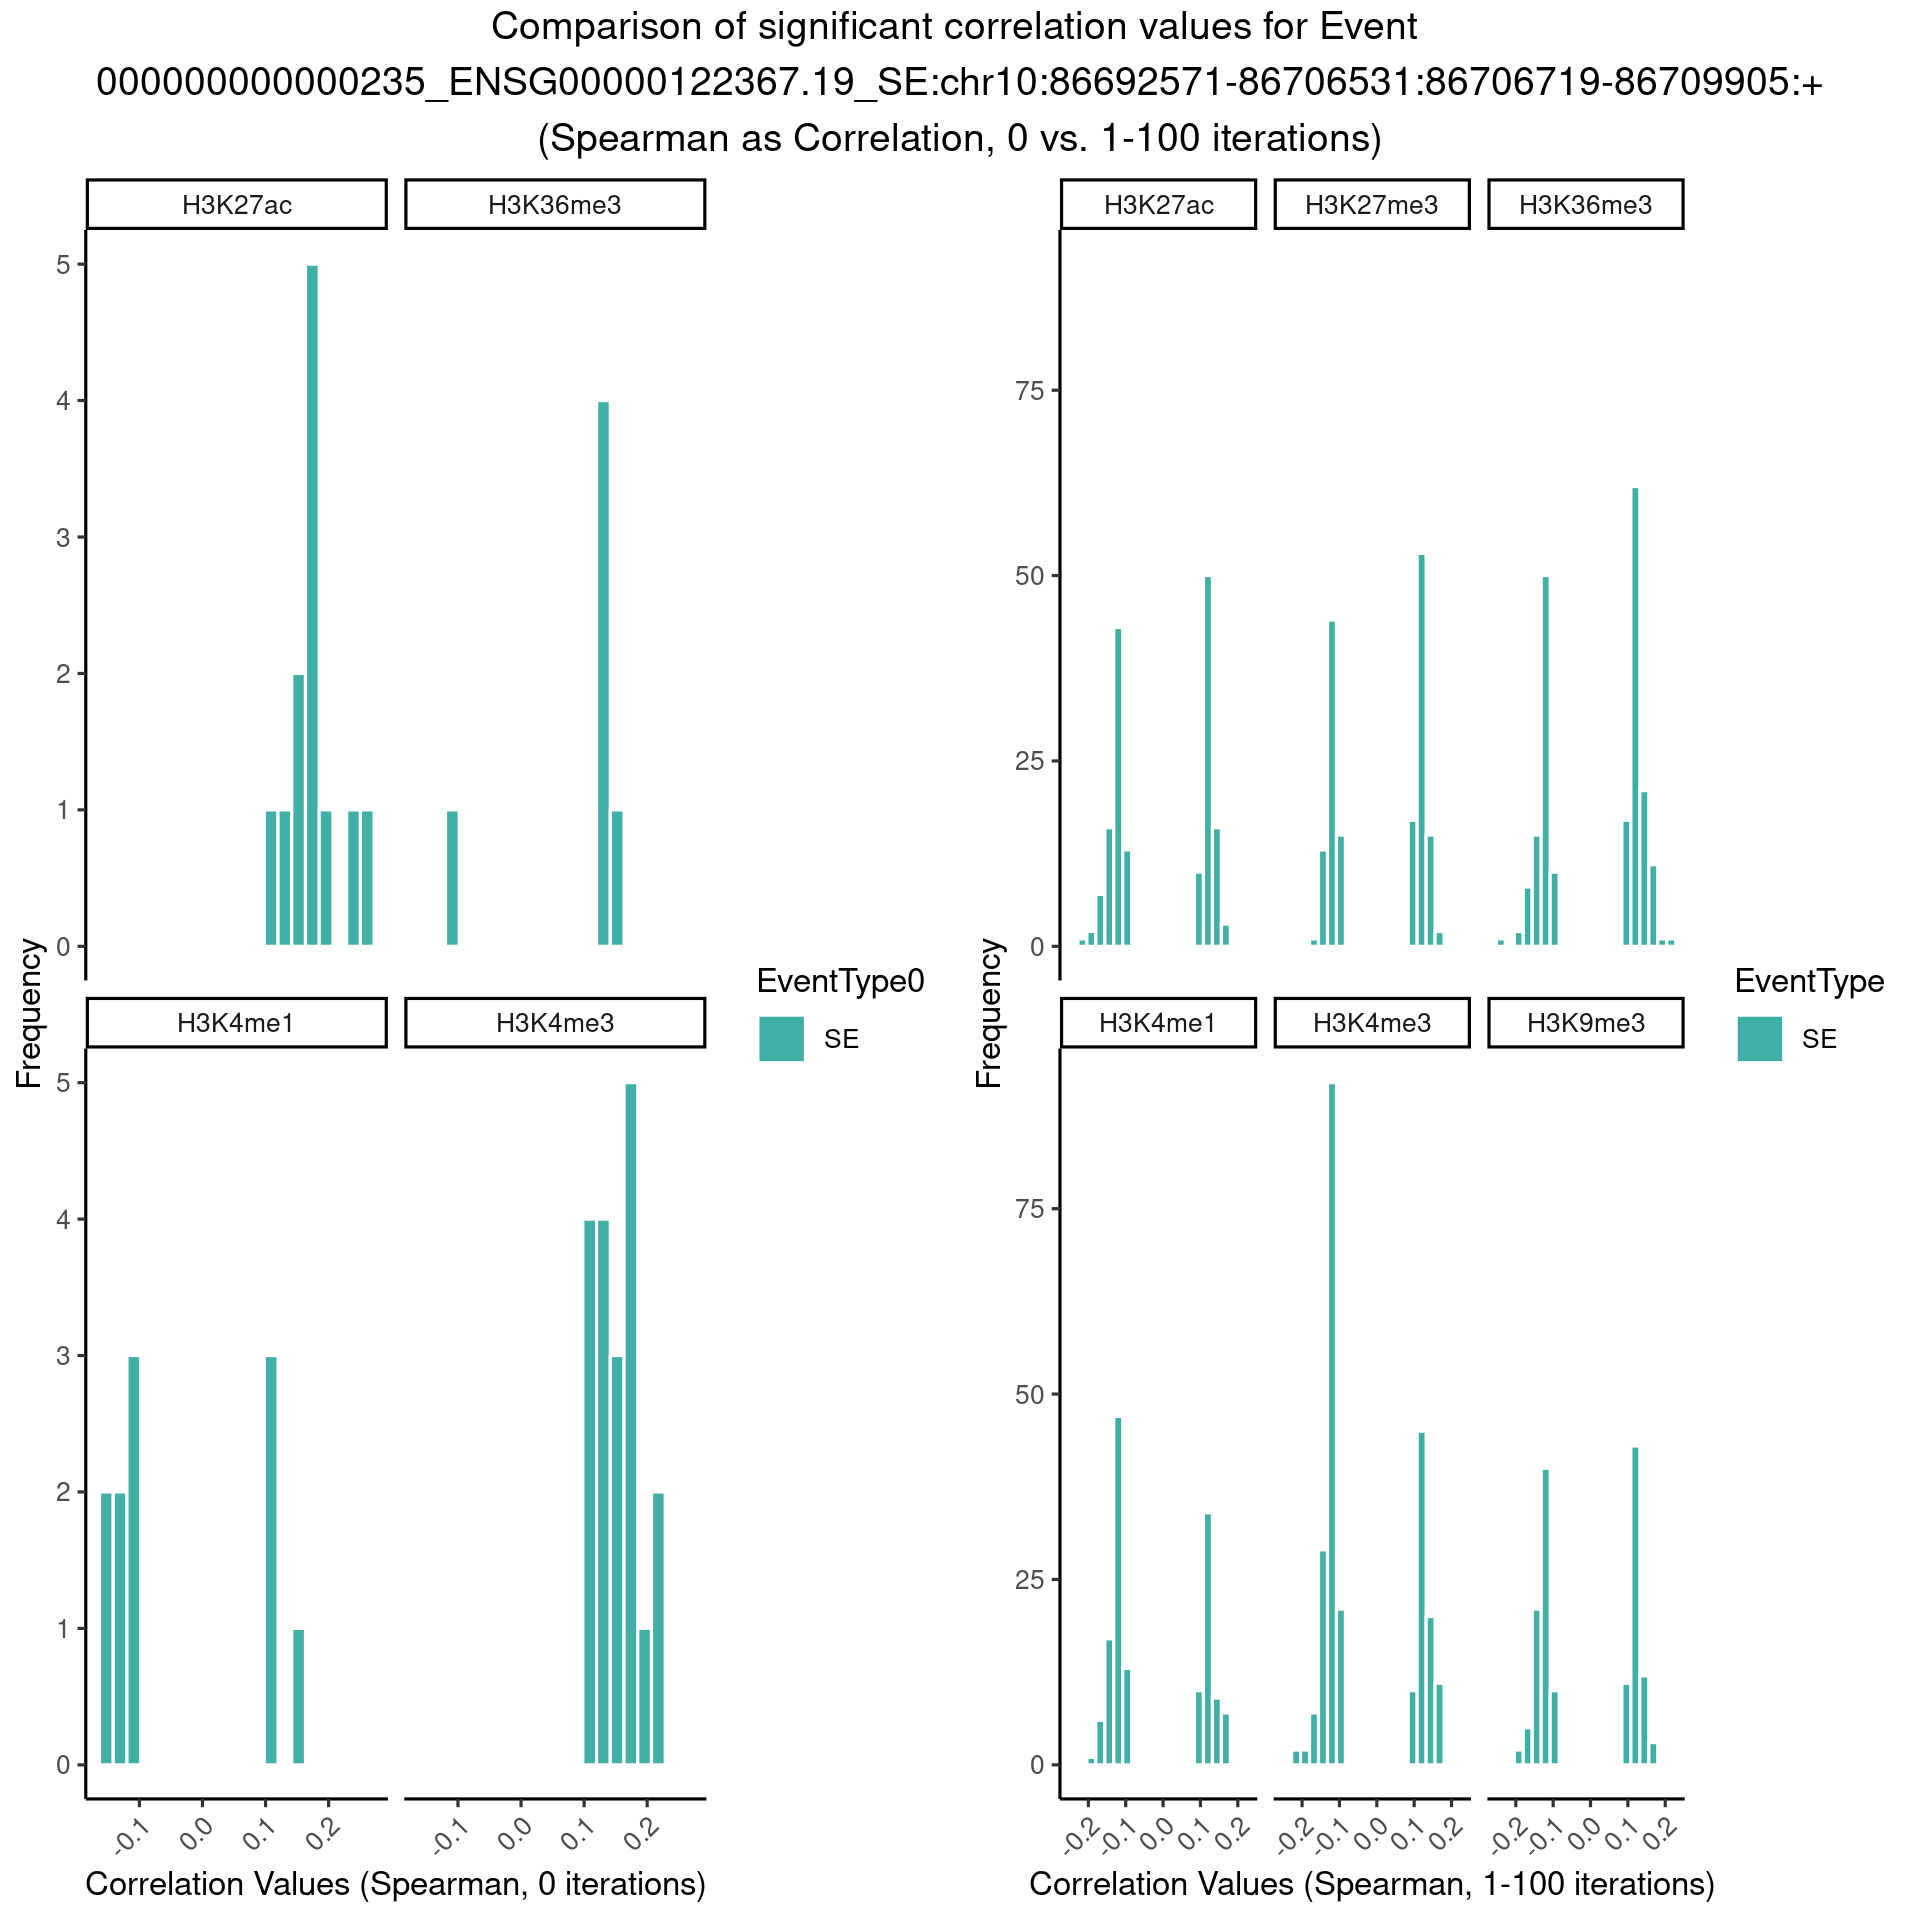 Comparison of significant correlation values for Event
000000000000235_ENSG00000122367.19_SE:chr10:86692571-86706531:86706719-86709905:+
(Spearman as Correlation, 0 vs. 1-100 iterations)
H3K27ac
H3K36me3
5
4
3
2
1
0
H3K4me1
H3K4me3
5
4
3
2
1
0
-0.1
0.0
0.1
0.2
-0.1
0.0
0.1
0.2
Frequency
Correlation Values (Spearman, 0 iterations)
EventType0
SE
H3K27ac
H3K27me3
H3K36me3
75
50
25
0
H3K4me1
H3K4me3
H3K9me3
75
50
25
0
-0.2
-0.1
0.0
0.1
0.2
-0.2
-0.1
0.0
0.1
0.2
-0.2
-0.1
0.0
0.1
0.2
Frequency
Correlation Values (Spearman, 1-100 iterations)
EventType
SE